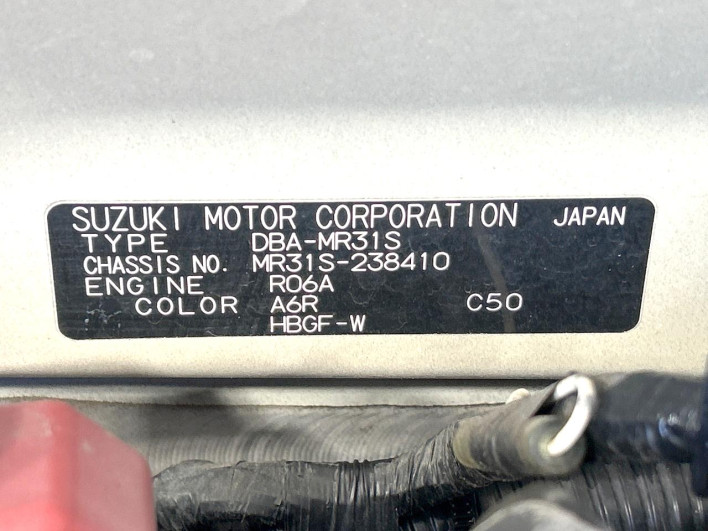 SUZUKI MOTOR CORPORATION JAPAN
TYPE DBA-MR31S
CHASSIS NO. MR31S-238410
ENGINE R06A
COLOR A6R C50
HBGF-W